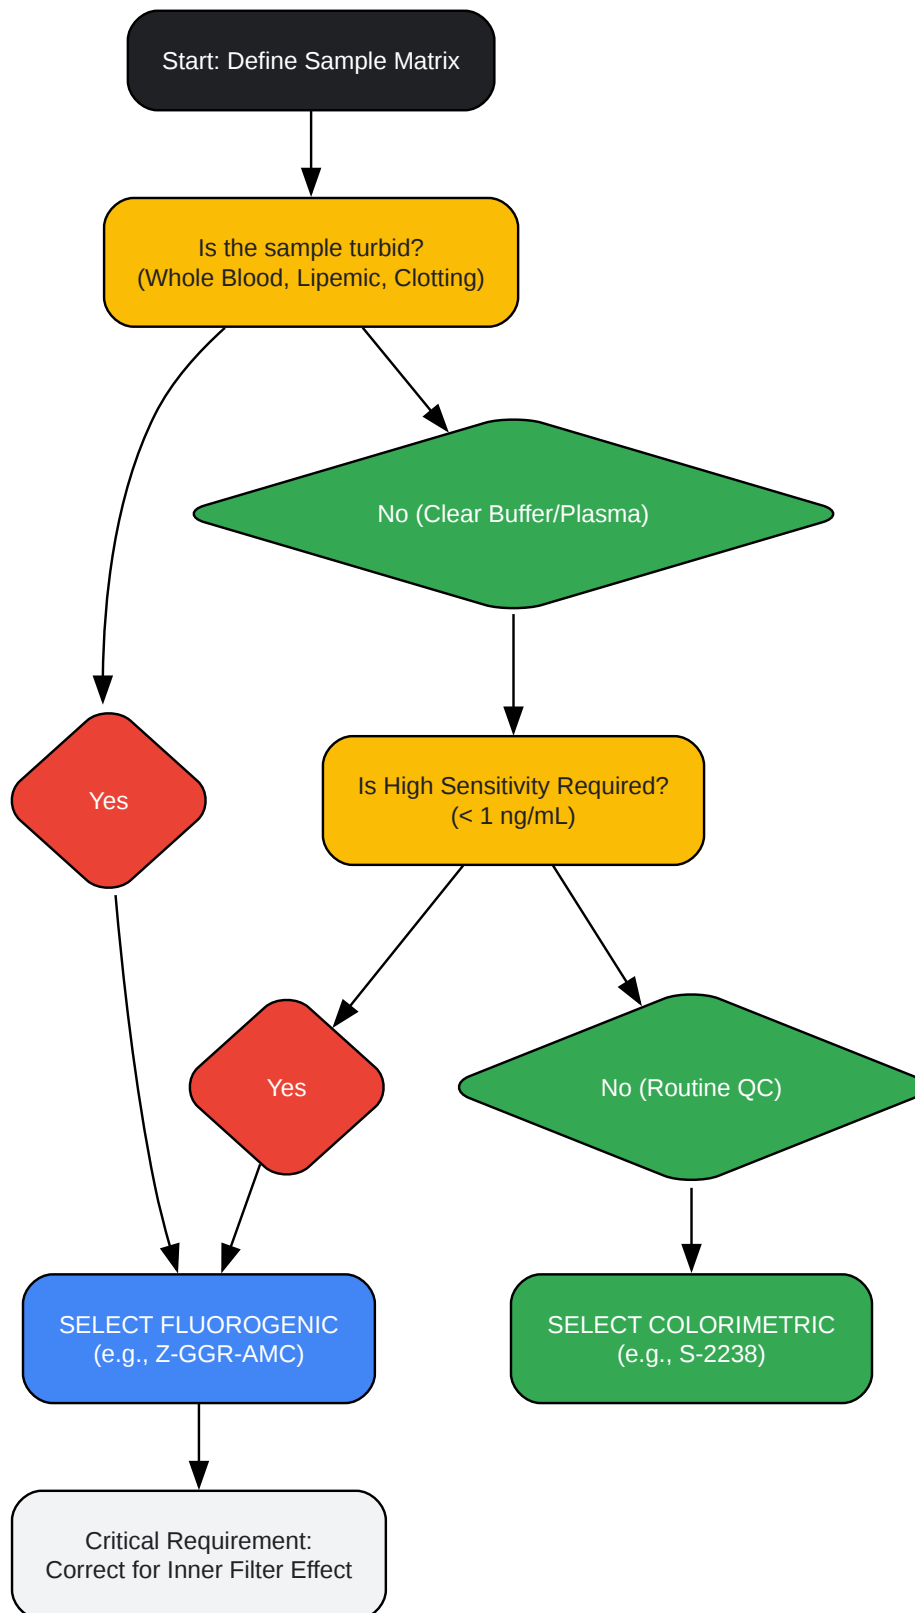 Start: Define Sample Matrix
Is the sample turbid?
(Whole Blood, Lipemic, Clotting)
No (Clear Buffer/Plasma)
Yes
Is High Sensitivity Required?
(< 1 ng/mL)
Yes
No (Routine QC)
SELECT FLUOROGENIC
(e.g., Z-GGR-AMC)
SELECT COLORIMETRIC
(e.g., S-2238)
Critical Requirement:
Correct for Inner Filter Effect